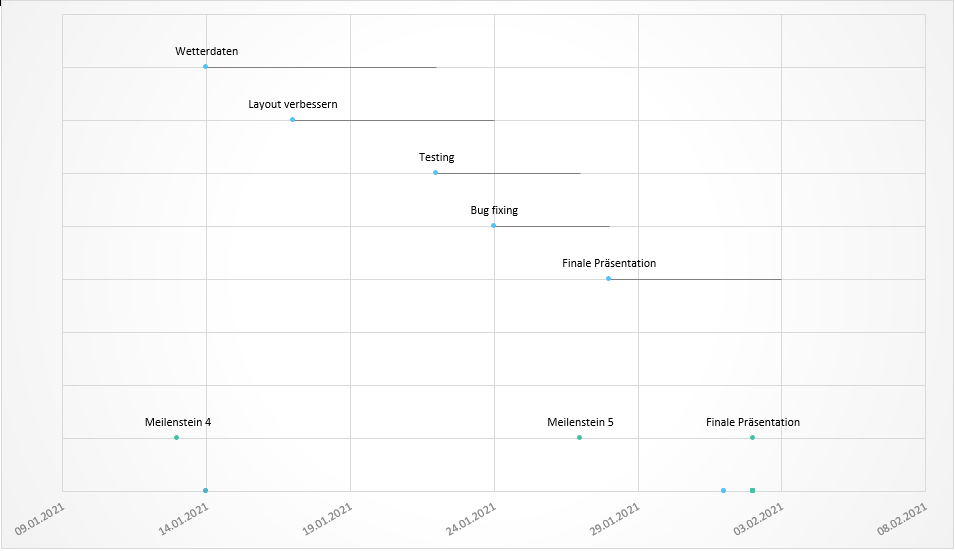 Wetterdaten
Layout verbessern
Testing
Bug fixing
Finale Präsentation
Meilenstein 4
Meilenstein 5
Finale Präsentation
09.01.2021
14.01.2021
19.01.2021
24.01.2021
29.01.2021
03.02.2021
08.02.2021